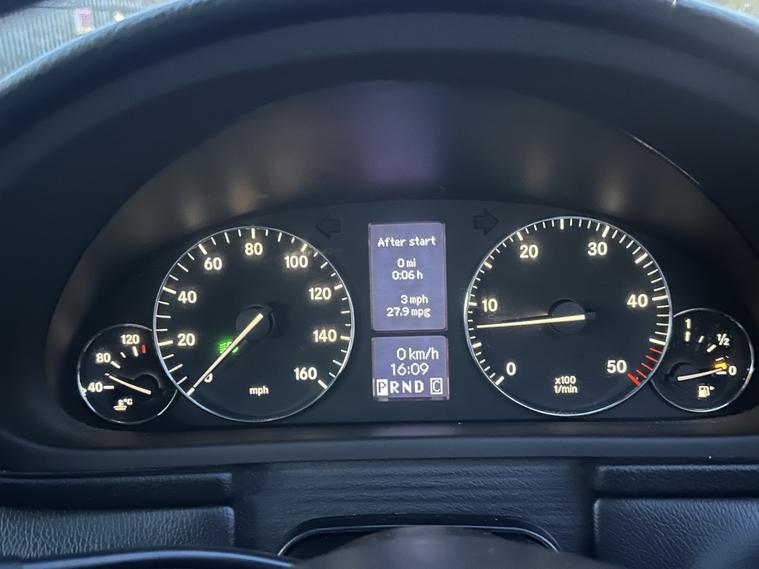 After start
0 mi
0:06 h
3 mph
27.9 mpg
0 km/h
16:09
PRND C
0 20 40 60 80 100 120 140 160
mph
0 10 20 30 40 50
x100
1/min
40 80 120
°C
1 ½ 0